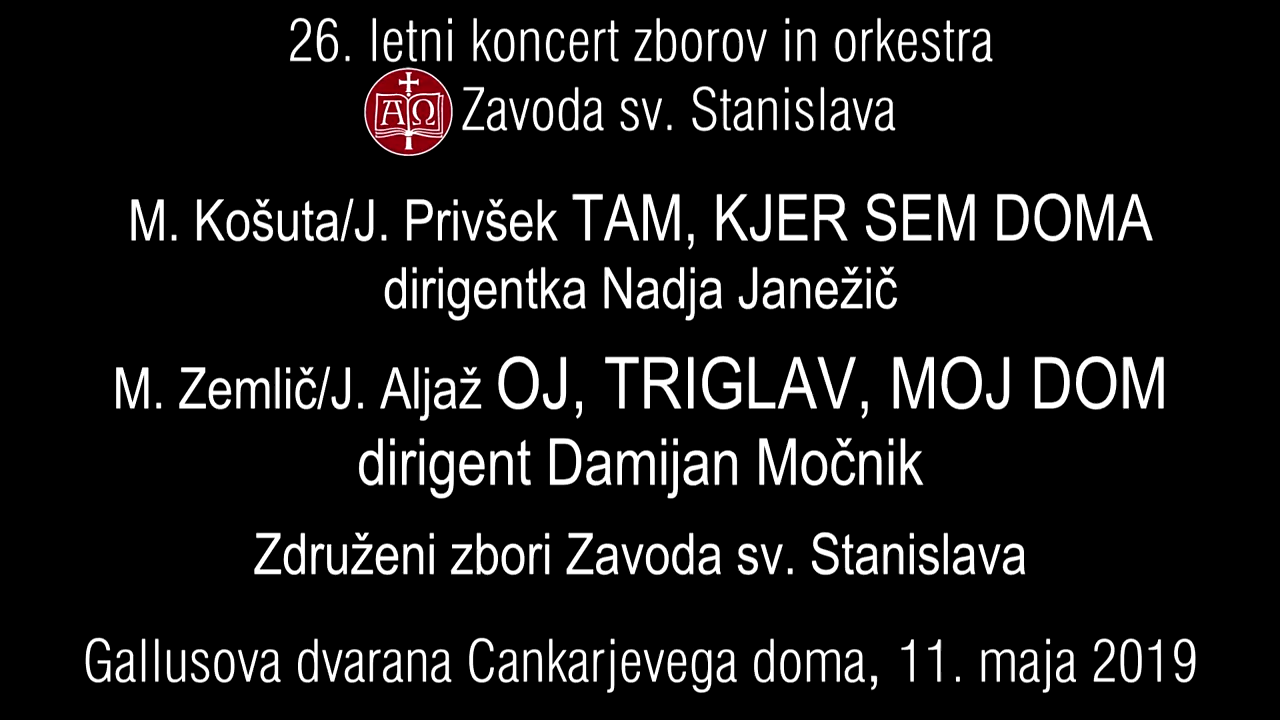 26. letni koncert zborov in orkestra
ΑΩ Zavoda sv. Stanislava
M. Košuta/J. Privšek TAM, KJER SEM DOMA
dirigentka Nadja Janežič
M. Zemlič/J. Aljaž OJ, TRIGLAV, MOJ DOM
dirigent Damijan Močnik
Združeni zbori Zavoda sv. Stanislava
Gallusova dvarana Cankarjevega doma, 11. maja 2019